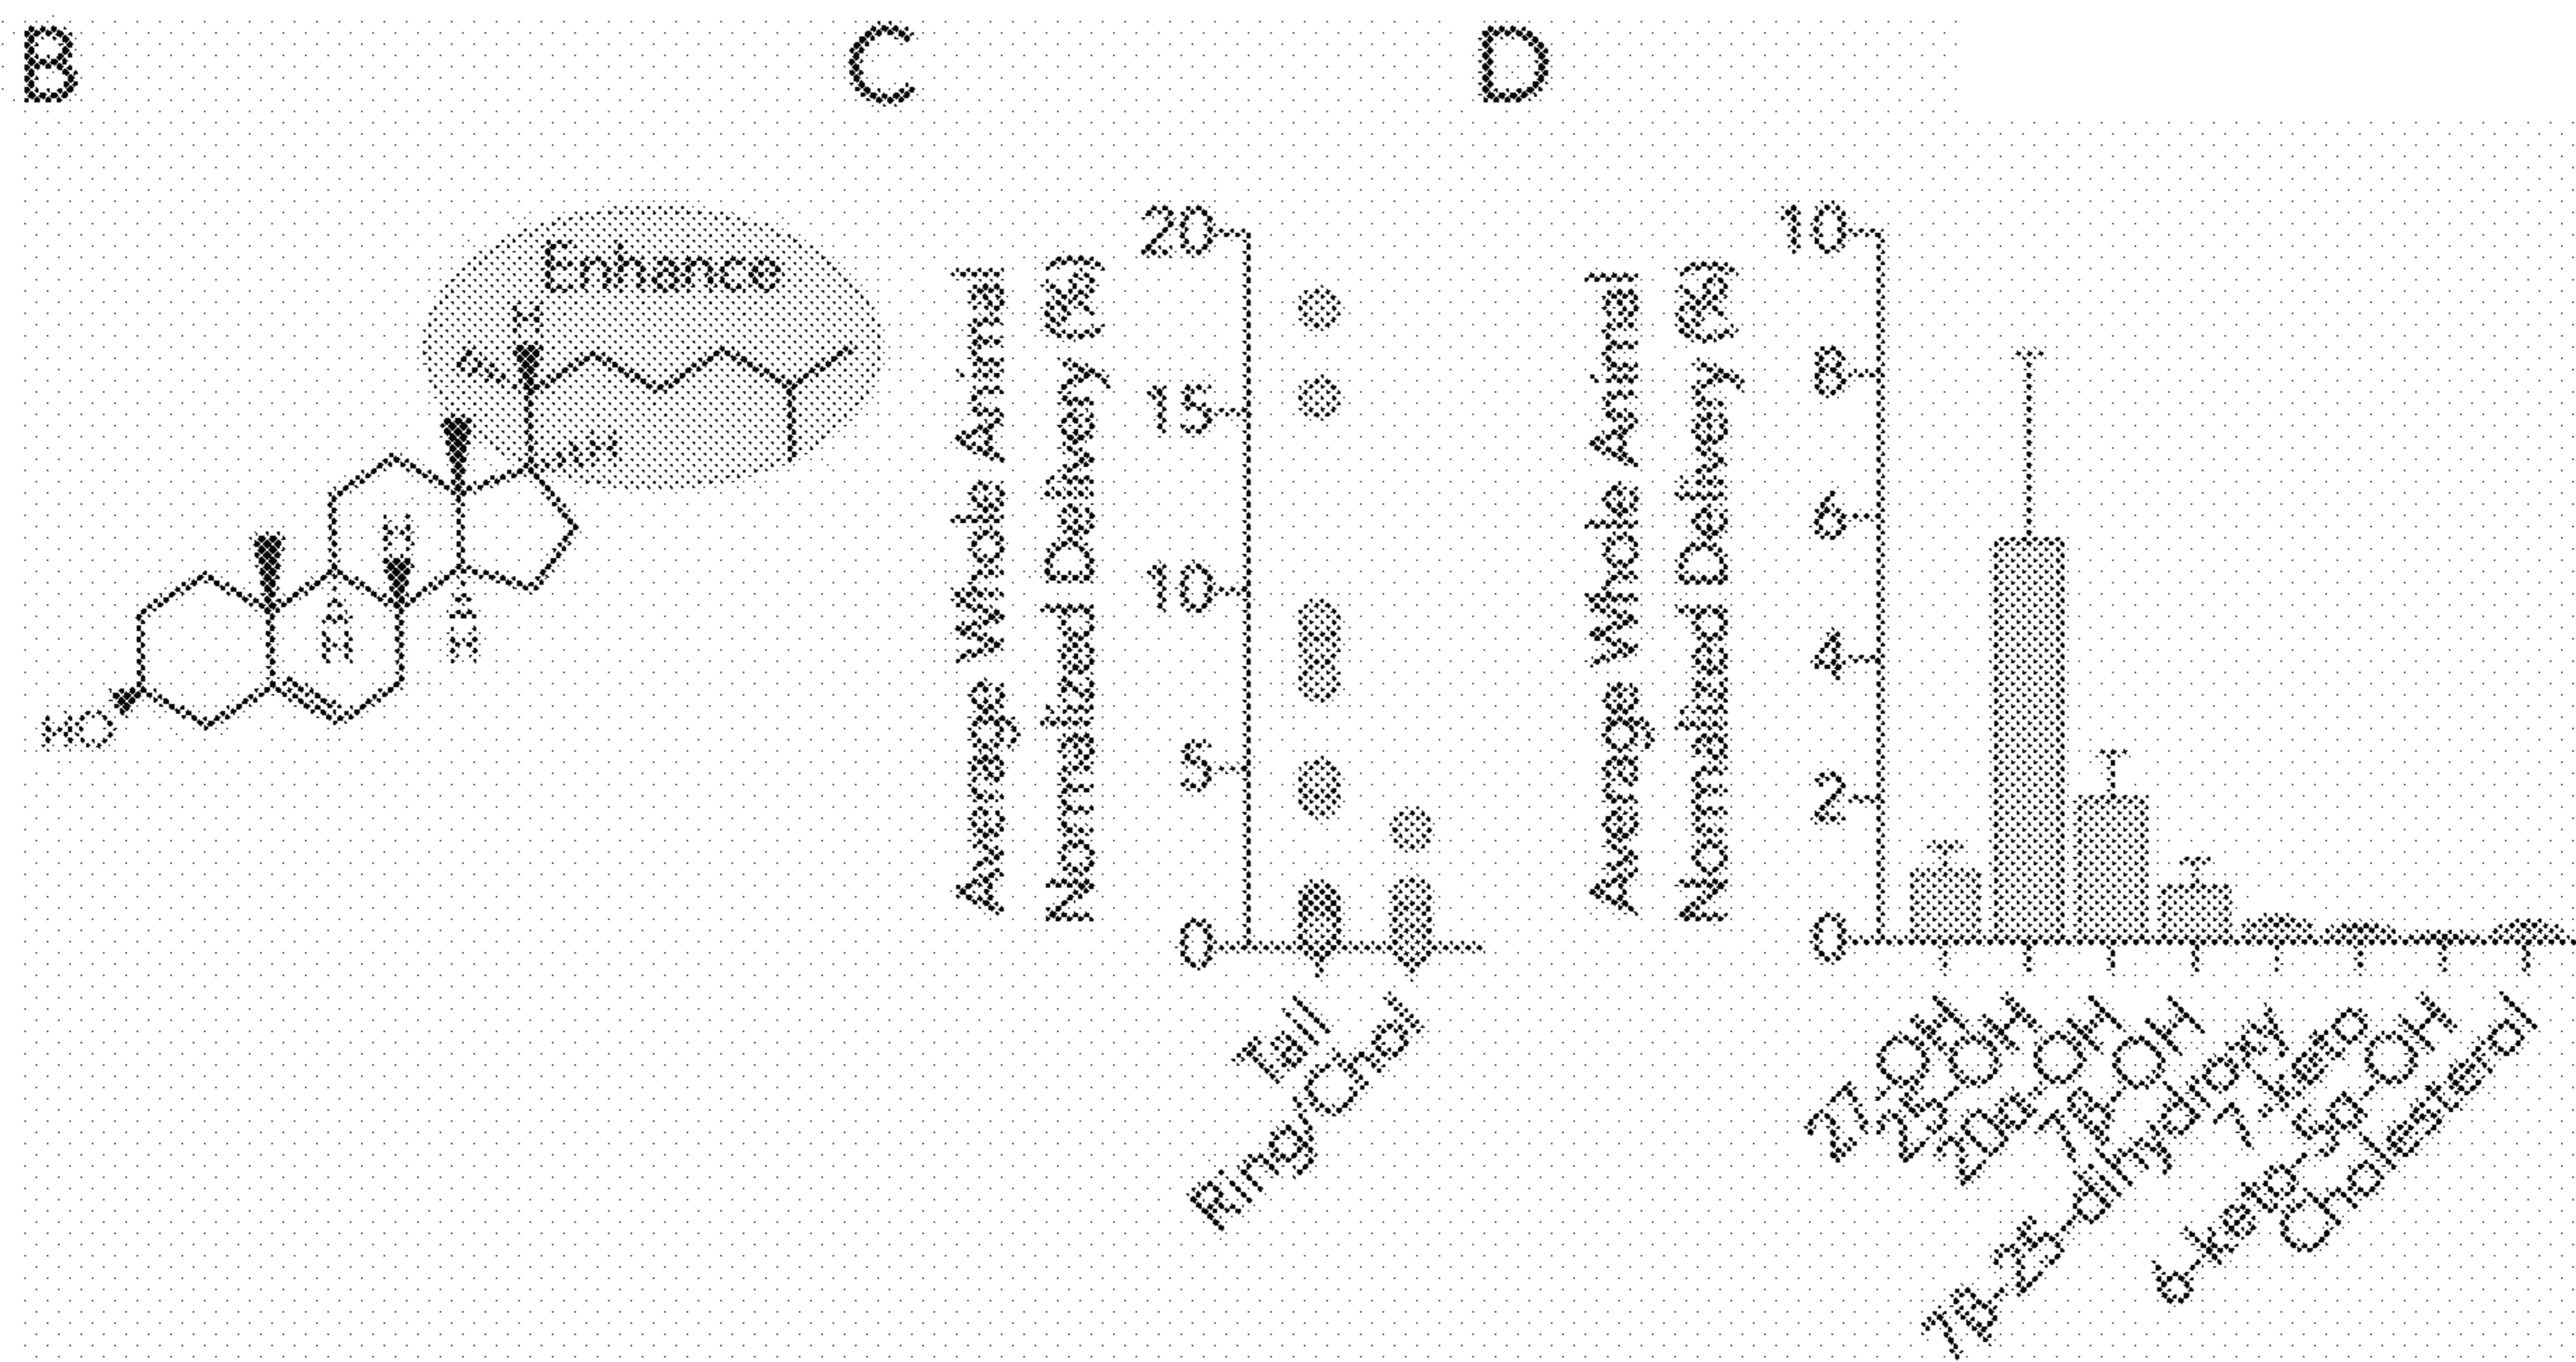 B
C
D
Enhance
H
H
H
H
H
HO
Average Whole Animal
Normalized Delivery (%)
20
15
10
5
0
Tail
Ring/Chol
Average Whole Animal
Normalized Delivery (%)
10
8
6
4
2
0
OH
25-OH
20α-OH
7β-OH
7β-25-dihydroxy
7-keto
6-keto-5α-OH
Cholesterol